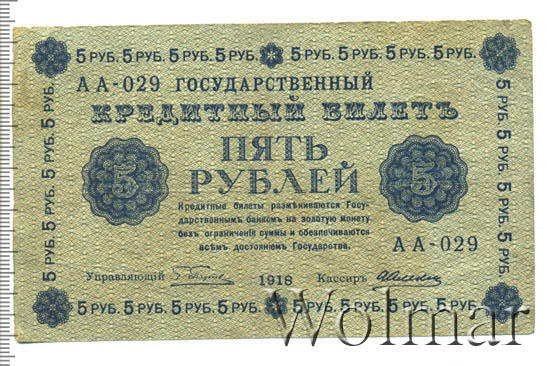 5 РУБ. 5 РУБ. 5 РУБ. 5 РУБ. 5 РУБ. 5 РУБ. 5 РУБ. 5 РУБ.
АА-029 ГОСУДАРСТВЕННЫЙ
КРЕДИТНЫЙ БИЛЕТЪ
ПЯТЬ
РУБЛЕЙ
5
5
Кредитные билеты размѣниваются Госу-
дарственнымъ банкомъ на золотую монету
безъ ограниченія суммы и обезпечиваются
всѣмъ достояніемъ Государства.
АА-029
Управляющій
1918
Кассиръ
5 РУБ. 5 РУБ. 5 РУБ. 5 РУБ. 5 РУБ.
5 РУБ. 5 РУБ. 5 РУБ. 5 РУБ. 5 РУБ.
5 РУБ. 5 РУБ. 5 РУБ. 5 РУБ. 5 РУБ. 5 РУБ. 5 РУБ. 5 РУБ.
Wolmar